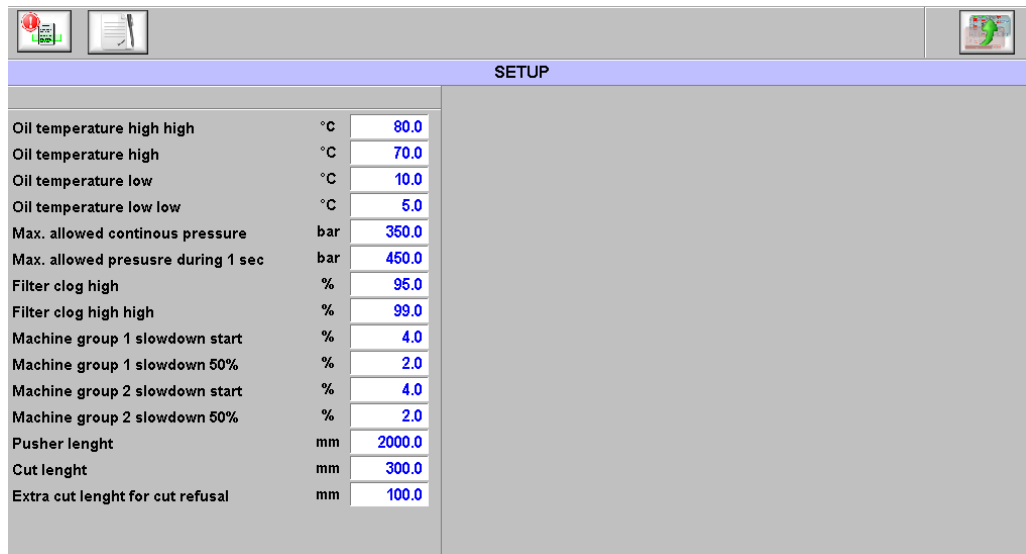 SETUP
Oil temperature high high °C 80.0
Oil temperature high °C 70.0
Oil temperature low °C 10.0
Oil temperature low low °C 5.0
Max. allowed continous pressure bar 350.0
Max. allowed presusre during 1 sec bar 450.0
Filter clog high % 95.0
Filter clog high high % 99.0
Machine group 1 slowdown start % 4.0
Machine group 1 slowdown 50% % 2.0
Machine group 2 slowdown start % 4.0
Machine group 2 slowdown 50% % 2.0
Pusher lenght mm 2000.0
Cut lenght mm 300.0
Extra cut lenght for cut refusal mm 100.0